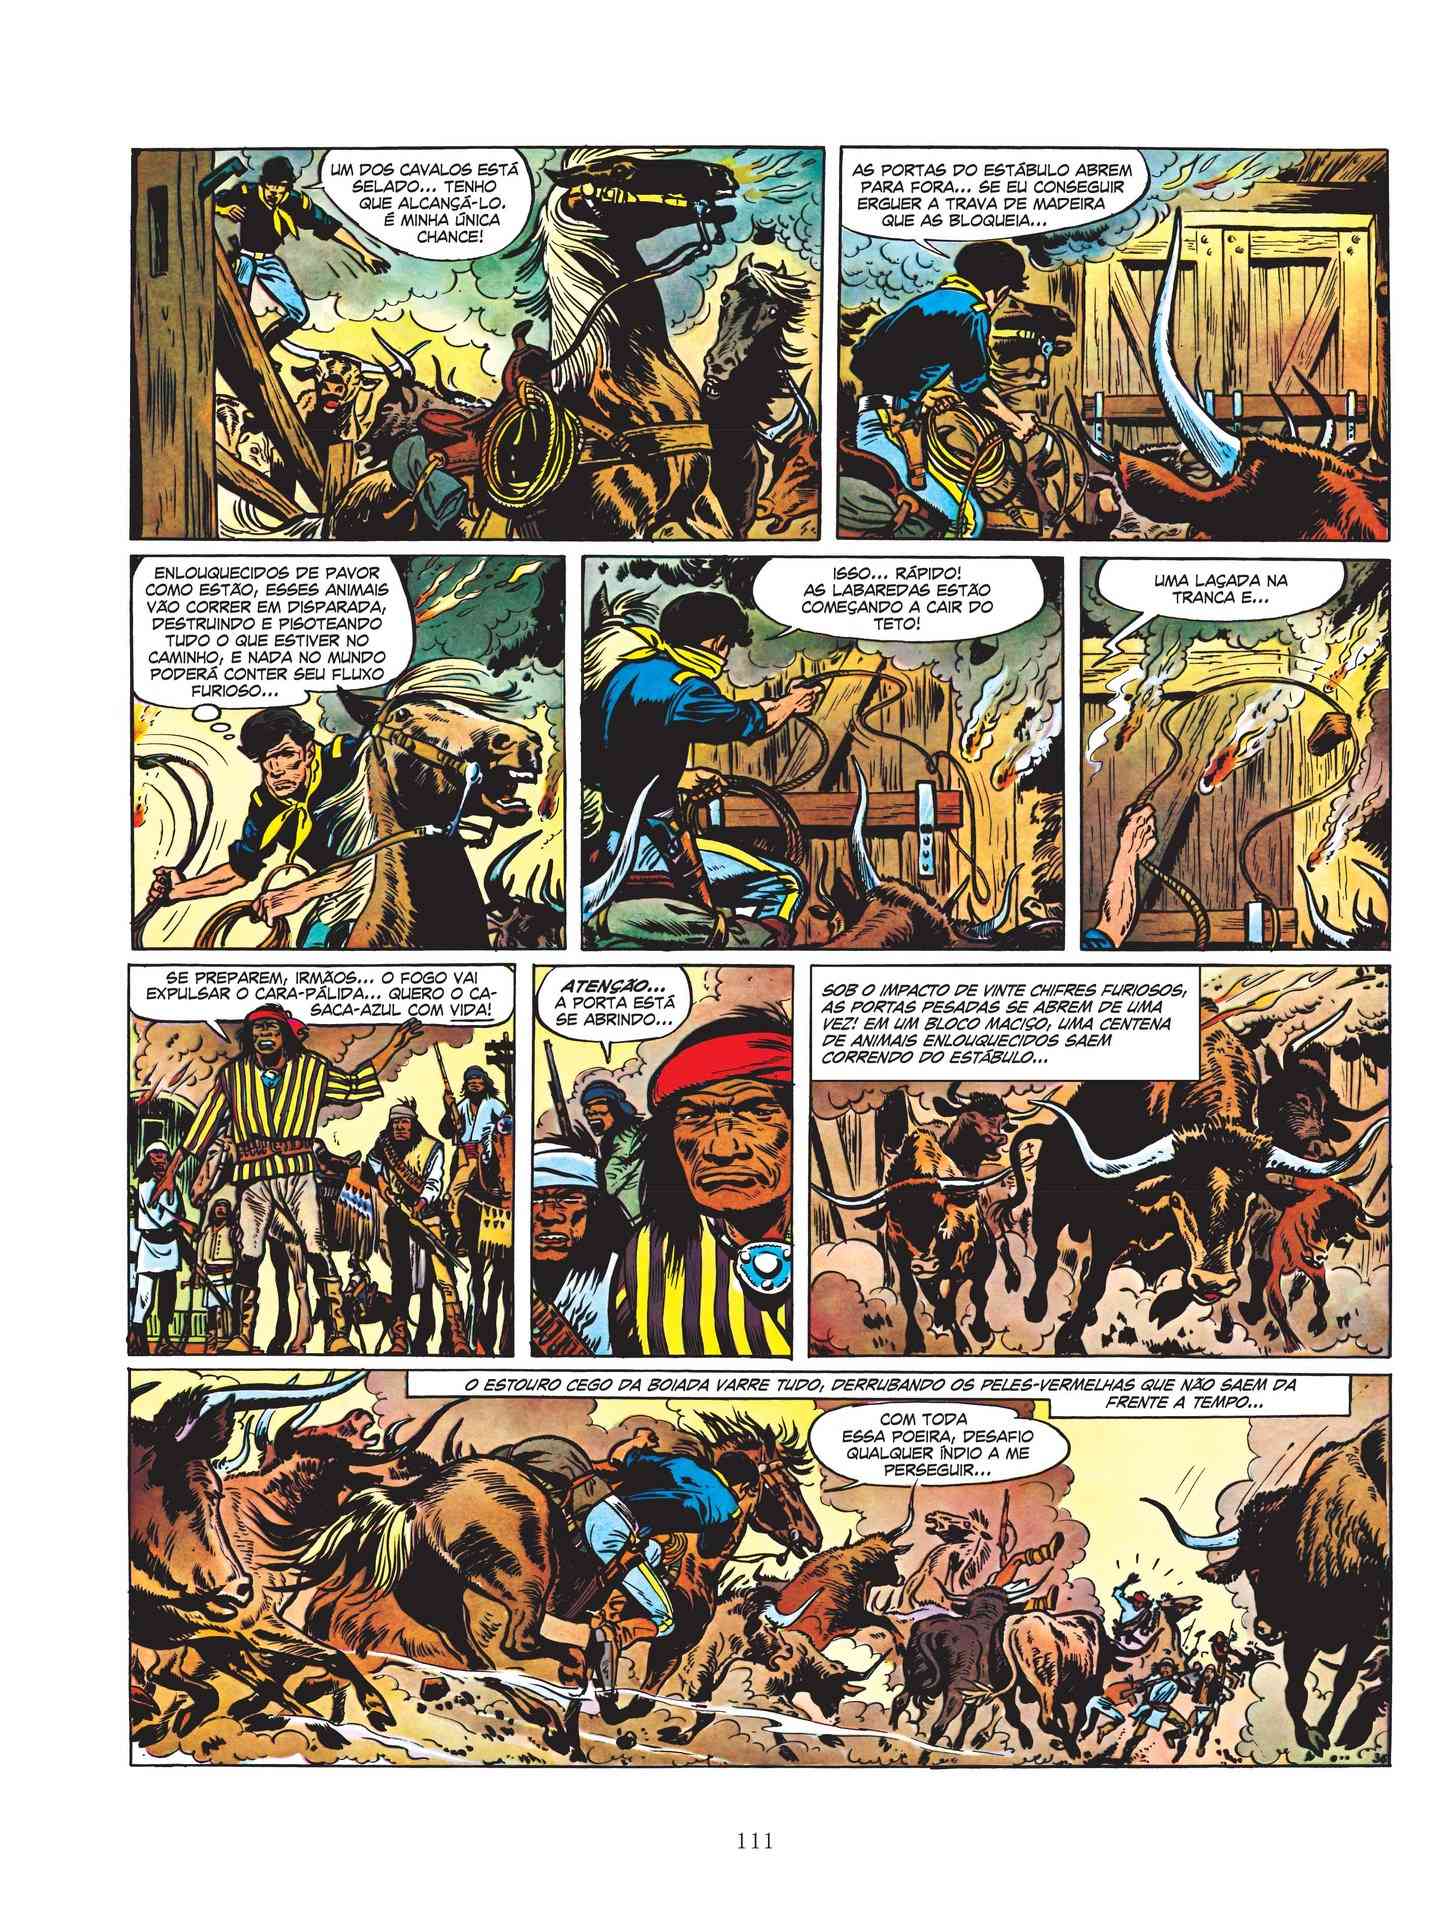 UM DOS CAVALOS ESTÁ
SELADO... TENHO
QUE ALCANÇÁ-LO.
É MINHA ÚNICA
CHANCE!
AS PORTAS DO ESTÁBULO ABREM
PARA FORA... SE EU CONSEGUIR
ERGUER A TRAVA DE MADEIRA
QUE AS BLOQUEIA...
ENLOUQUECIDOS DE PAVOR
COMO ESTÃO, ESSES ANIMAIS
VÃO CORRER EM DISPARADA,
DESTRUINDO E PISOTEANDO
TUDO O QUE ESTIVER NO
CAMINHO, E NADA NO MUNDO
PODERÁ CONTER SEU FLUXO
FURIOSO...
ISSO... RÁPIDO!
AS LABAREDAS ESTÃO
COMEÇANDO A CAIR DO
TETO!
UMA LAÇADA NA
TRANCA E...
SE PREPAREM, IRMÃOS... O FOGO VAI
EXPULSAR O CARA-PÁLIDA... QUERO O CA-
SACA-AZUL COM VIDA!
ATENÇÃO...
A PORTA ESTÁ
SE ABRINDO...
SOB O IMPACTO DE VINTE CHIFRES FURIOSOS,
AS PORTAS PESADAS SE ABREM DE UMA
VEZ! EM UM BLOCO MACIÇO, UMA CENTENA
DE ANIMAIS ENLOUQUECIDOS SAEM
CORRENDO DO ESTÁBULO...
O ESTOURO CEGO DA BOIADA VARRE TUDO, DERRUBANDO OS PELES-VERMELHAS QUE NÃO SAEM DA
FRENTE A TEMPO...
COM TODA
ESSA POEIRA, DESAFIO
QUALQUER ÍNDIO A ME
PERSEGUIR...
111